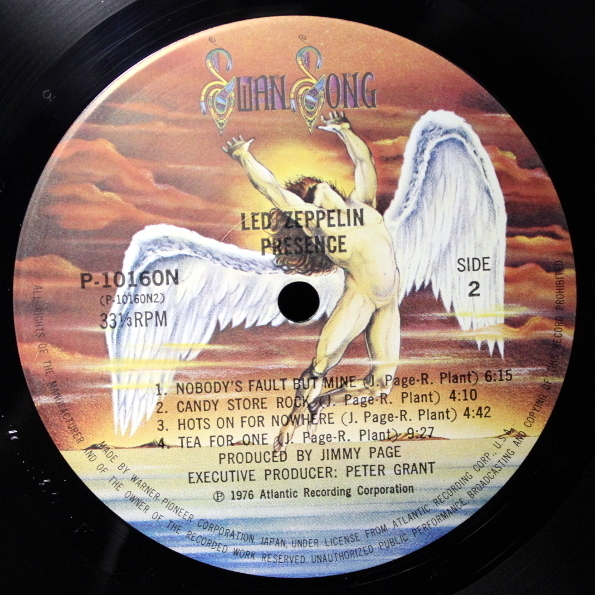 SWAN SONG
LED ZEPPELIN
PRESENCE
P-10160N
(P-10160N2)
33⅓RPM
SIDE
2
1. NOBODY'S FAULT BUT MINE (J. Page-R. Plant) 6:15
2. CANDY STORE ROCK (J. Page-R. Plant) 4:10
3. HOTS ON FOR NOWHERE (J. Page-R. Plant) 4:42
4. TEA FOR ONE (J. Page-R. Plant) 9:27
PRODUCED BY JIMMY PAGE
EXECUTIVE PRODUCER: PETER GRANT
℗ 1976 Atlantic Recording Corporation
MADE BY WARNER-PIONEER CORPORATION, JAPAN, UNDER LICENSE FROM ATLANTIC RECORDING CORP., U.S.A.
ALL RIGHTS OF THE MANUFACTURER AND OF THE OWNER OF THE RECORDED WORK RESERVED. UNAUTHORIZED PUBLIC PERFORMANCE, BROADCASTING AND COPYING OF THIS RECORD PROHIBITED